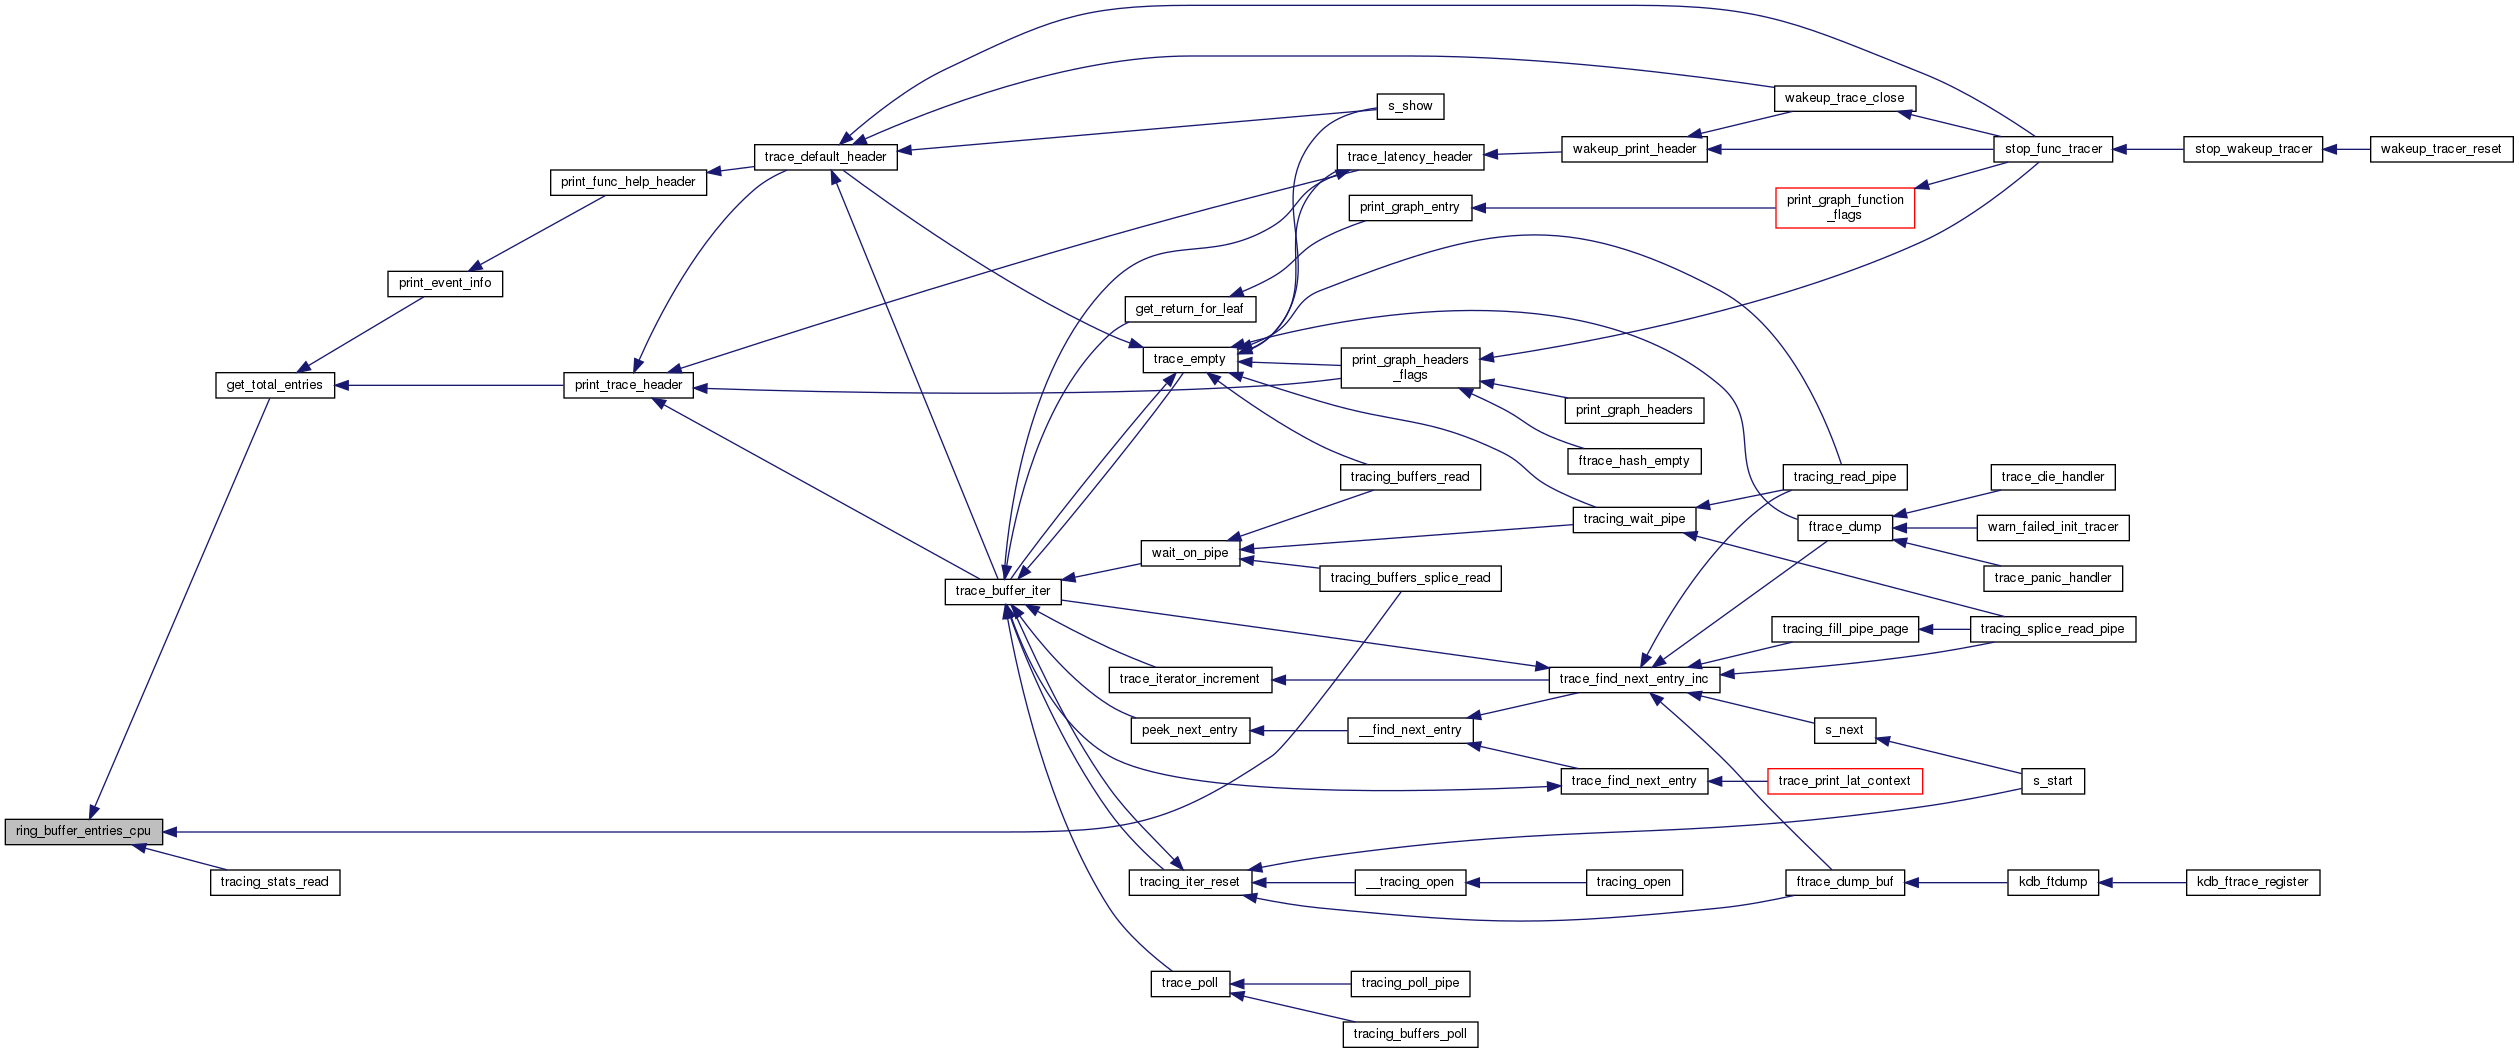 s_show
wakeup_trace_close
trace_default_header
trace_latency_header
wakeup_print_header
stop_func_tracer
stop_wakeup_tracer
wakeup_tracer_reset
print_func_help_header
print_graph_entry
print_graph_function
_flags
print_event_info
get_return_for_leaf
trace_empty
print_graph_headers
_flags
get_total_entries
print_trace_header
print_graph_headers
ftrace_hash_empty
tracing_buffers_read
tracing_read_pipe
trace_die_handler
tracing_wait_pipe
ftrace_dump
warn_failed_init_tracer
wait_on_pipe
tracing_buffers_splice_read
trace_panic_handler
trace_buffer_iter
tracing_fill_pipe_page
tracing_splice_read_pipe
trace_iterator_increment
trace_find_next_entry_inc
peek_next_entry
__find_next_entry
s_next
trace_find_next_entry
trace_print_lat_context
s_start
ring_buffer_entries_cpu
tracing_stats_read
tracing_iter_reset
__tracing_open
tracing_open
ftrace_dump_buf
kdb_ftdump
kdb_ftrace_register
trace_poll
tracing_poll_pipe
tracing_buffers_poll